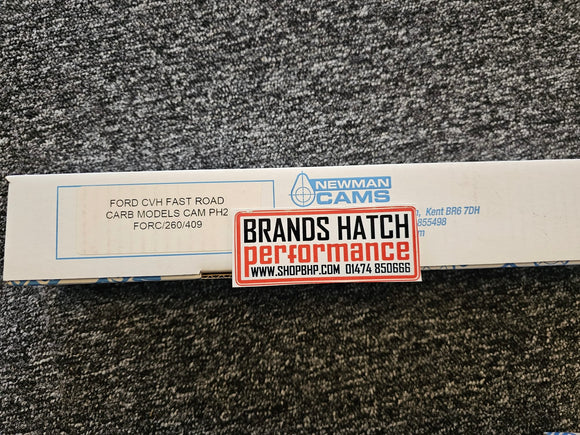 FORD CVH FAST ROAD
CARB MODELS CAM PH2
FORC/260/409
NEWMAN
CAMS
Kent BR6 7DH
855498
BRANDS HATCH
performance
WWW.SHOPBHP.COM 01474 850666